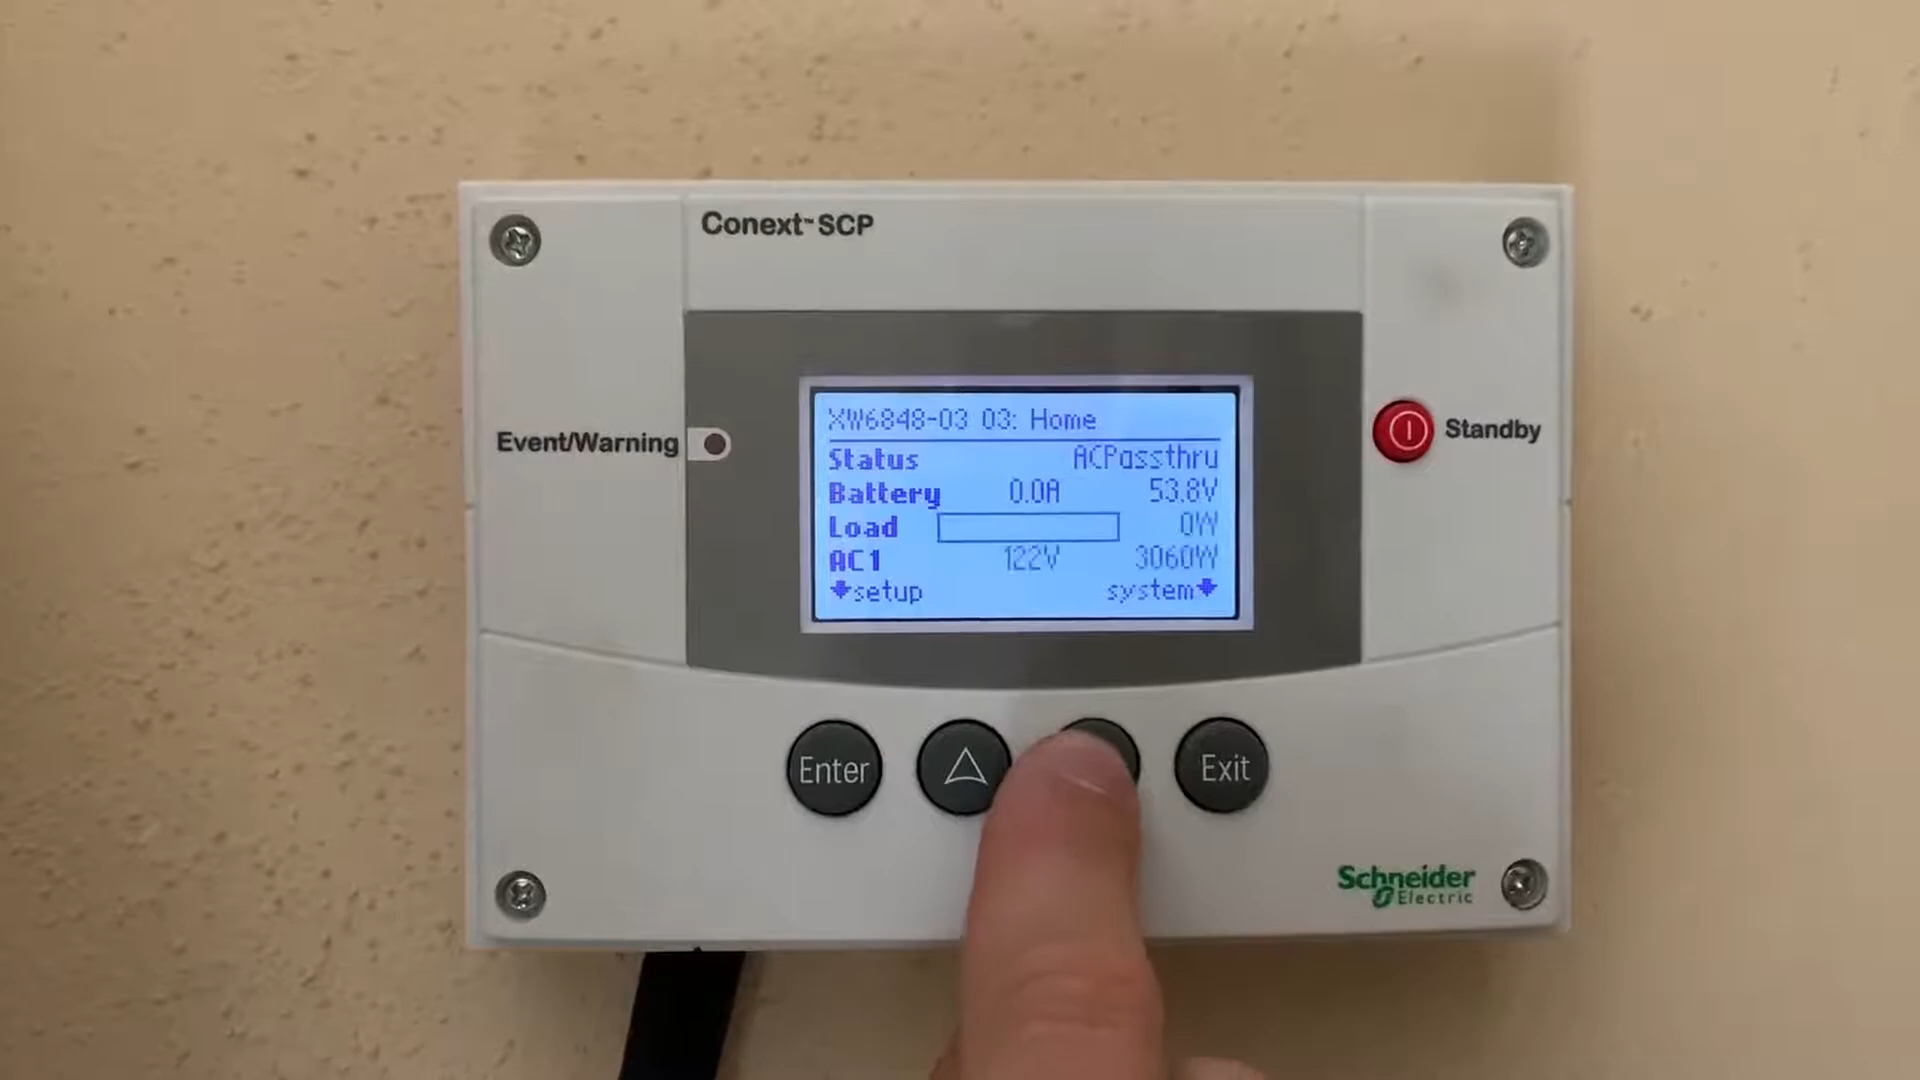 Conext™ SCP
Event/Warning
Standby
XW6848-03 03: Home
Status ACPassthru
Battery 0.0A 53.8V
Load 0W
AC1 122V 3060W
setup system
Enter
Exit
Schneider
Electric